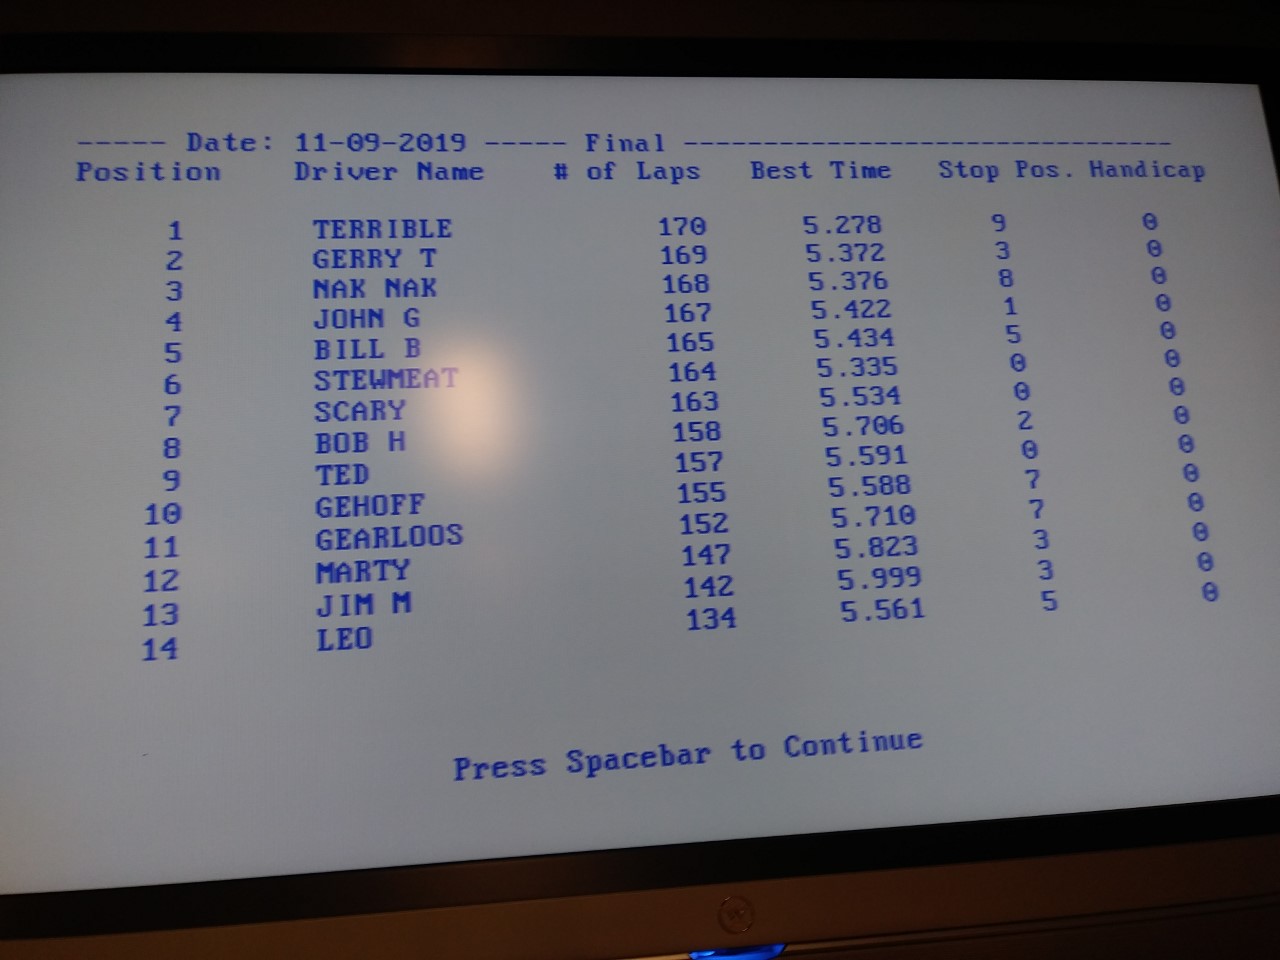 ----- Date: 11-09-2019 ----- Final ------------------------------
Position Driver Name # of Laps Best Time Stop Pos. Handicap
1 TERRIBLE 170 5.278 9 0
2 GERRY T 169 5.372 3 0
3 NAK NAK 168 5.376 8 0
4 JOHN G 167 5.422 1 0
5 BILL B 165 5.434 5 0
6 STEWMEAT 164 5.335 0 0
7 SCARY 163 5.534 0 0
8 BOB H 158 5.706 2 0
9 TED 157 5.591 0 0
10 GEHOFF 155 5.588 7 0
11 GEARLOOS 152 5.710 7 0
12 MARTY 147 5.823 3 0
13 JIM M 142 5.999 3 0
14 LEO 134 5.561 5 0
Press Spacebar to Continue